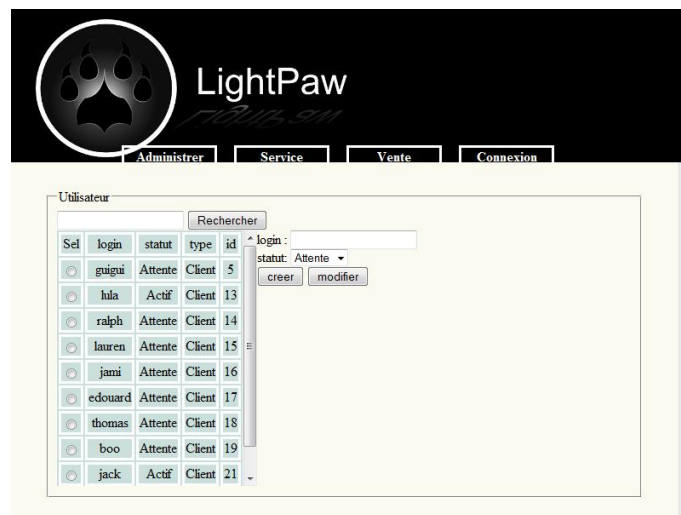 LightPaw
Administrer Service Vente Connexion
Utilisateur
Rechercher
Sel login statut type id
guigui Attente Client 5
lula Actif Client 13
ralph Attente Client 14
lauren Attente Client 15
jami Attente Client 16
edouard Attente Client 17
thomas Attente Client 18
boo Attente Client 19
jack Actif Client 21
login :
statut: Attente
creer modifier